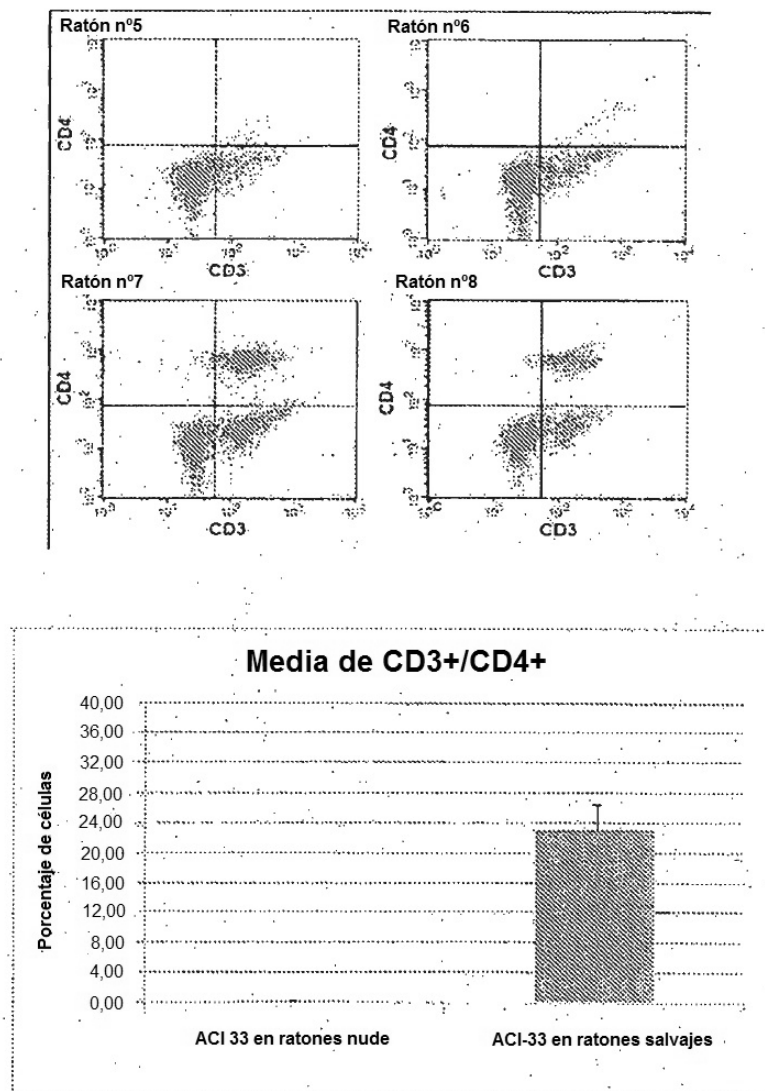 Ratón nº5
Ratón nº6
CD4
CD4
CD3
CD3
Ratón nº7
Ratón nº8
CD4
CD4
CD3
CD3
Media de CD3+/CD4+
Porcentaje de células
40,00
36,00
32,00
28,00
24,00
20,00
16,00
12,00
8,00
4,00
0,00
ACI 33 en ratones nude
ACI-33 en ratones salvajes